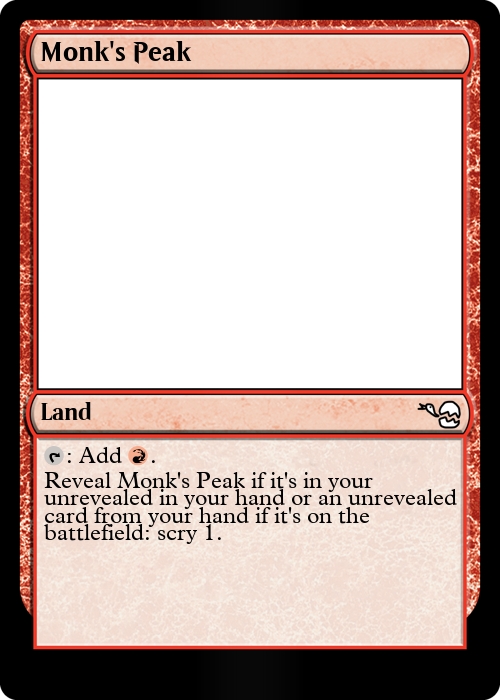 Monk's Peak
Land
: Add .
Reveal Monk's Peak if it's in your
unrevealed in your hand or an unrevealed
card from your hand if it's on the
battlefield: scry 1.